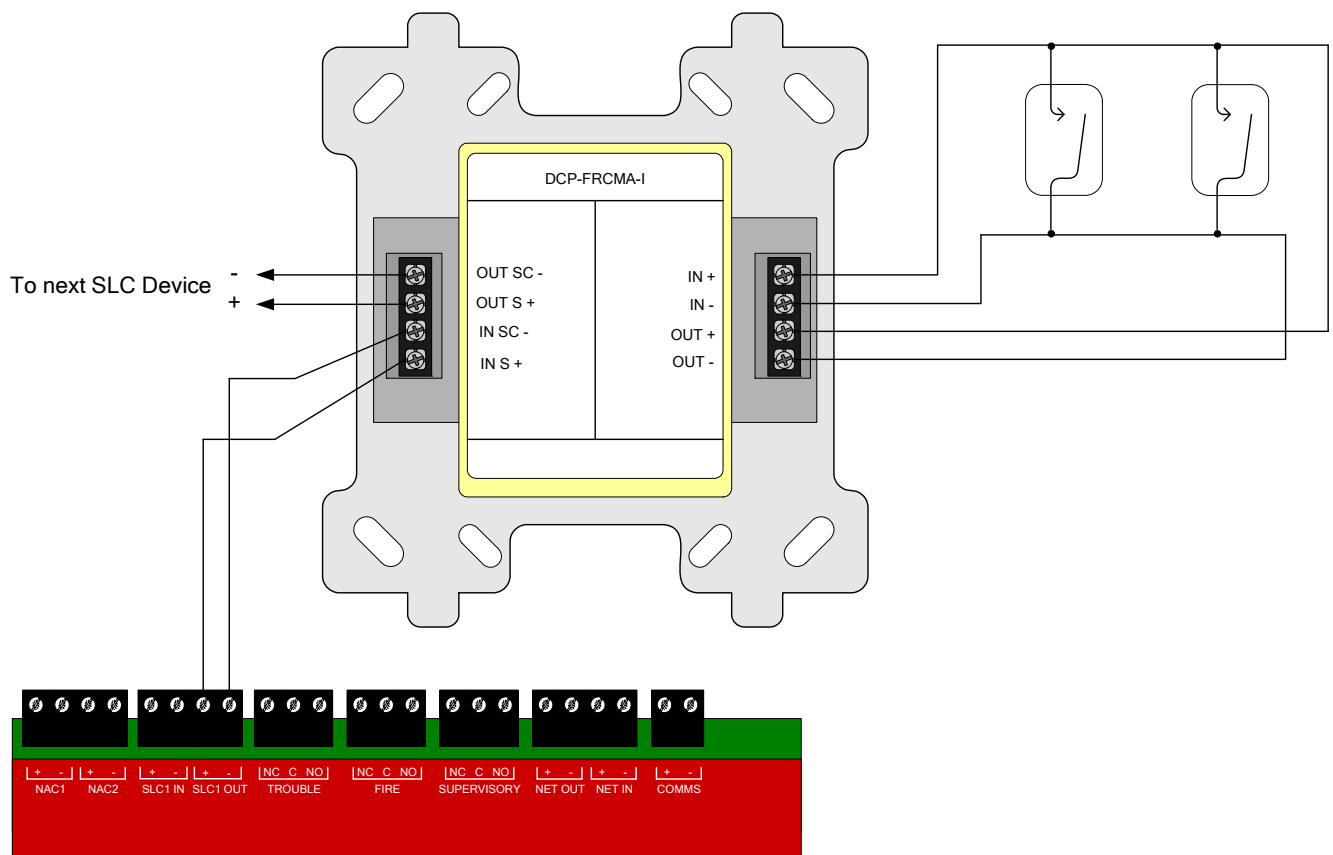 DCP-FRCMA-I
To next SLC Device
-
+
OUT SC -
OUT S +
IN SC -
IN S +
IN +
IN -
OUT +
OUT -
+ - + - + - + - NC C NO NC C NO NC C NO + - + - + -
NAC1 NAC2 SLC1 IN SLC1 OUT TROUBLE FIRE SUPERVISORY NET OUT NET IN COMMS